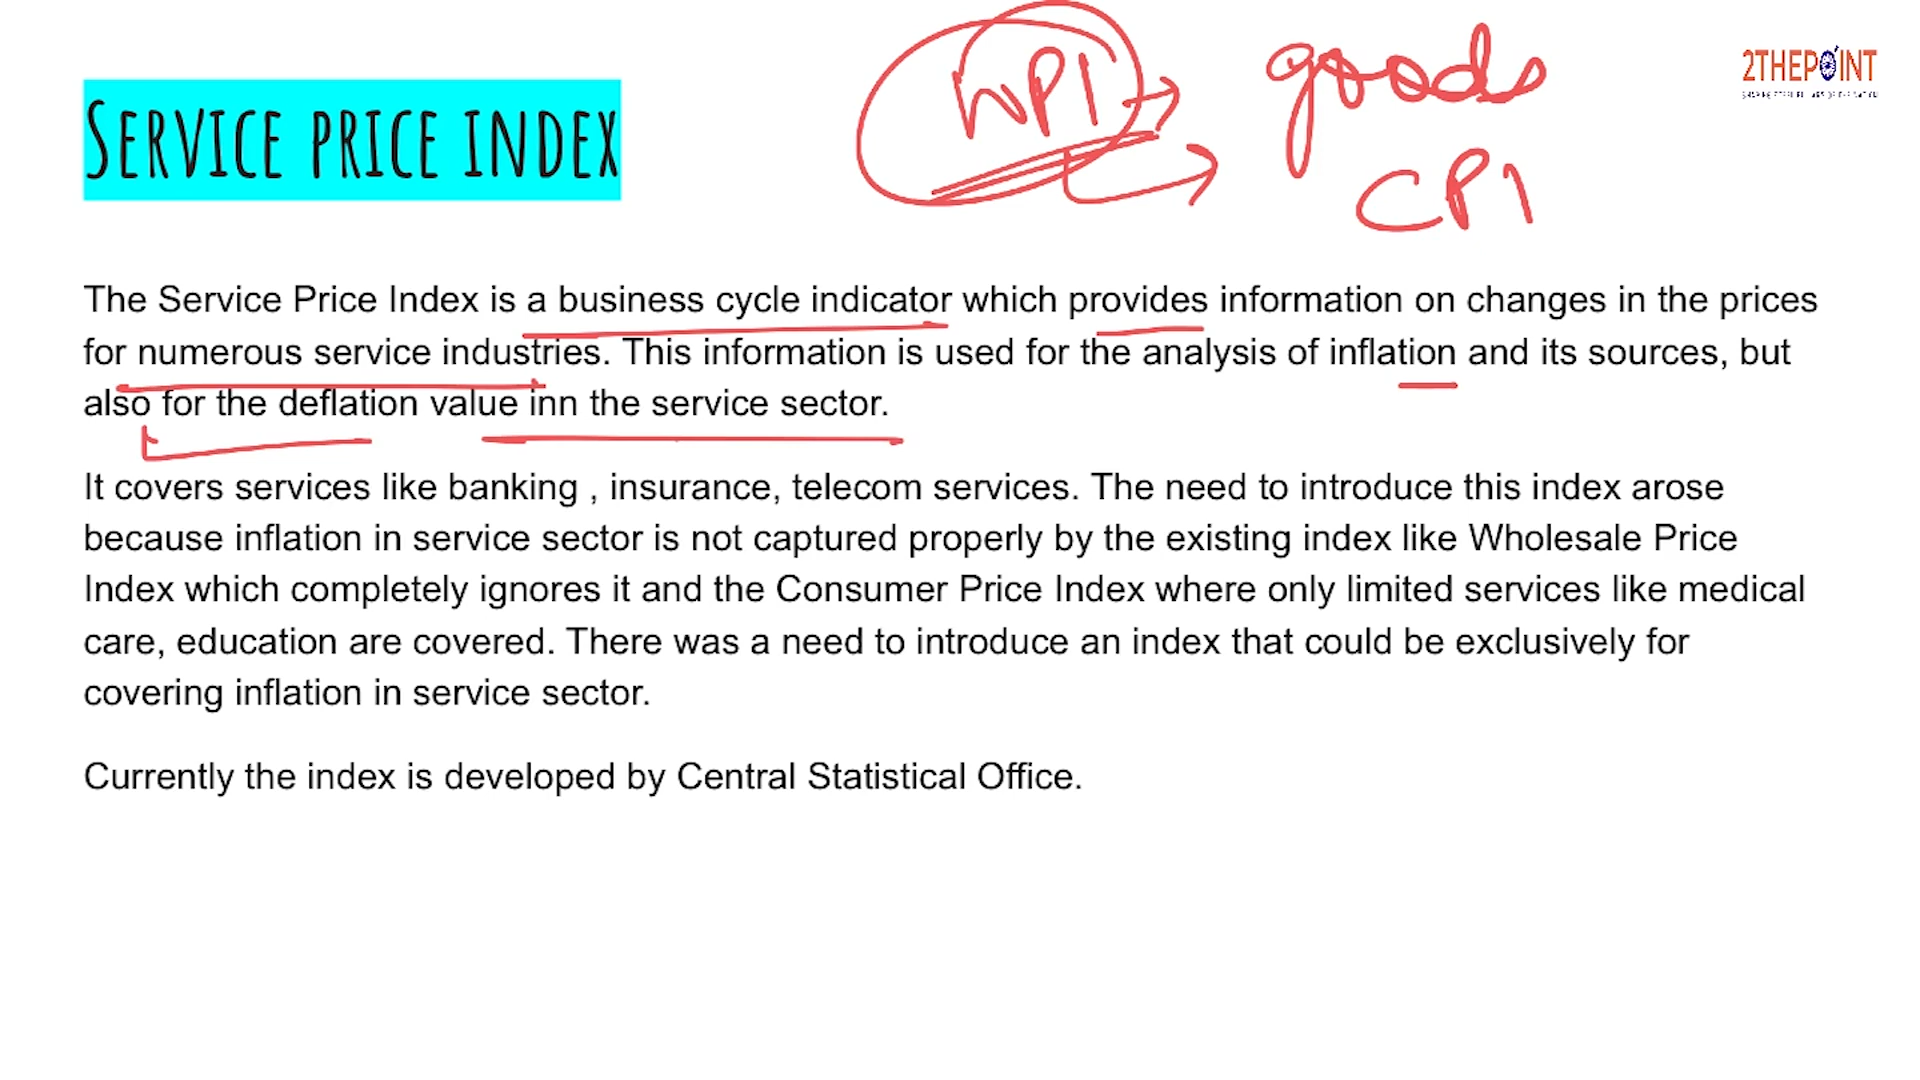 WPI → goods
CPI
2THEPOINT
SERVICE PRICE INDEX
The Service Price Index is a business cycle indicator which provides information on changes in the prices
for numerous service industries. This information is used for the analysis of inflation and its sources, but
also for the deflation value inn the service sector.
It covers services like banking , insurance, telecom services. The need to introduce this index arose
because inflation in service sector is not captured properly by the existing index like Wholesale Price
Index which completely ignores it and the Consumer Price Index where only limited services like medical
care, education are covered. There was a need to introduce an index that could be exclusively for
covering inflation in service sector.
Currently the index is developed by Central Statistical Office.